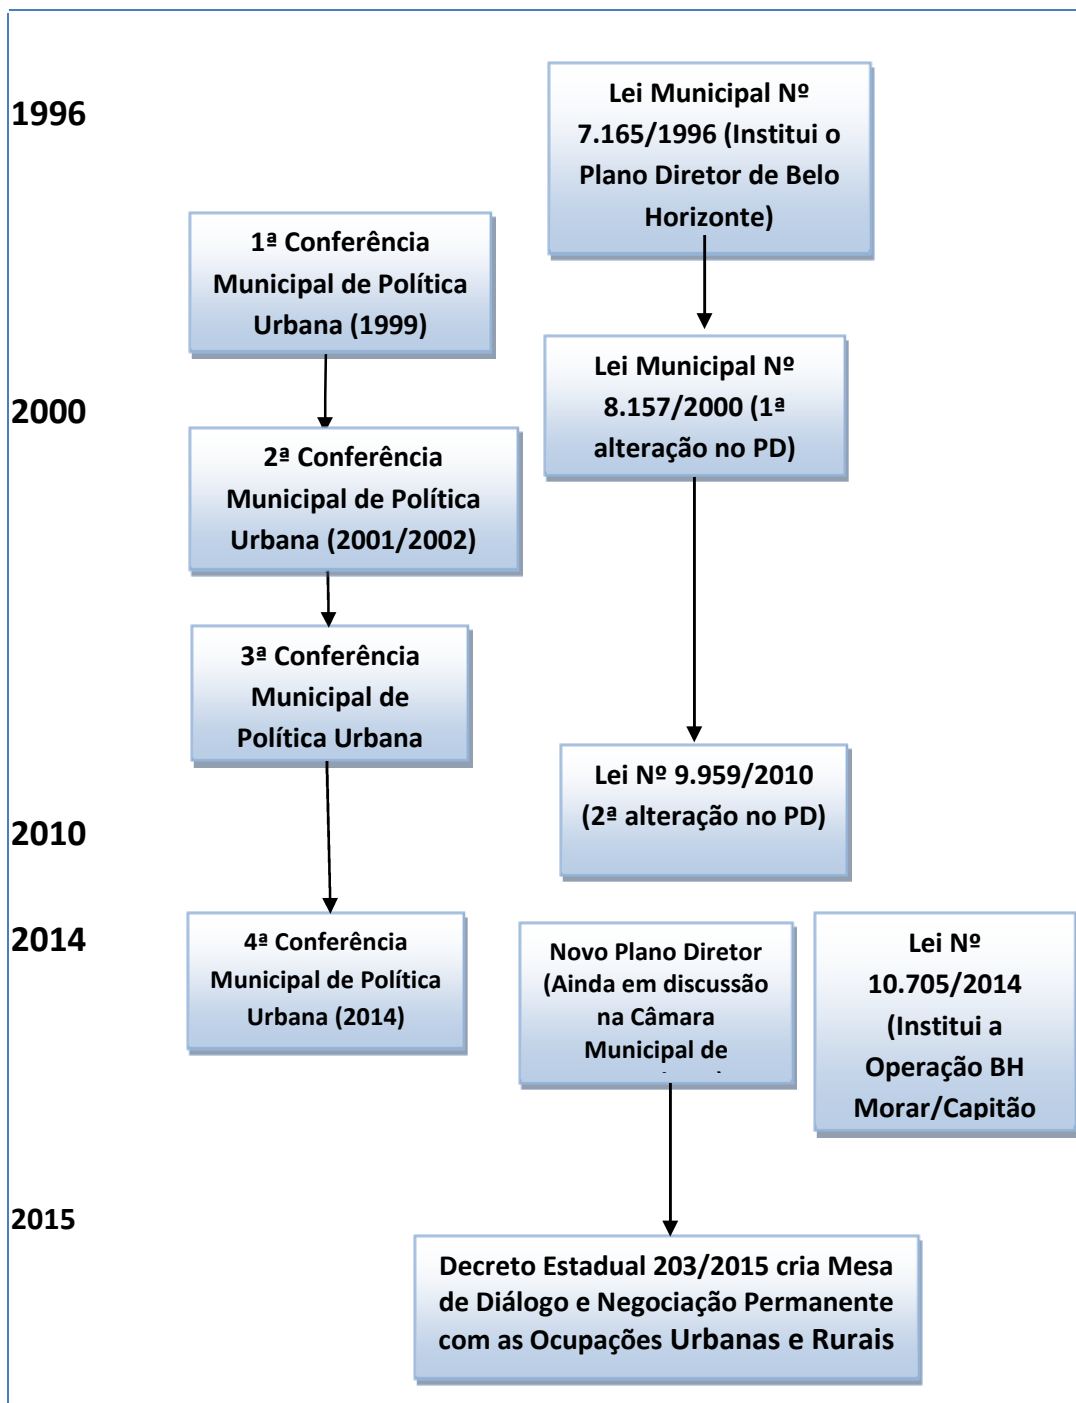 1996
Lei Municipal Nº
7.165/1996 (Institui o
Plano Diretor de Belo
Horizonte)
1ª Conferência
Municipal de Política
Urbana (1999)
Lei Municipal Nº
8.157/2000 (1ª
alteração no PD)
2000
2ª Conferência
Municipal de Política
Urbana (2001/2002)
3ª Conferência
Municipal de
Política Urbana
Lei Nº 9.959/2010
(2ª alteração no PD)
2010
2014
4ª Conferência
Municipal de Política
Urbana (2014)
Novo Plano Diretor
(Ainda em discussão
na Câmara
Municipal de
Lei Nº
10.705/2014
(Institui a
Operação BH
Morar/Capitão
2015
Decreto Estadual 203/2015 cria Mesa
de Diálogo e Negociação Permanente
com as Ocupações Urbanas e Rurais